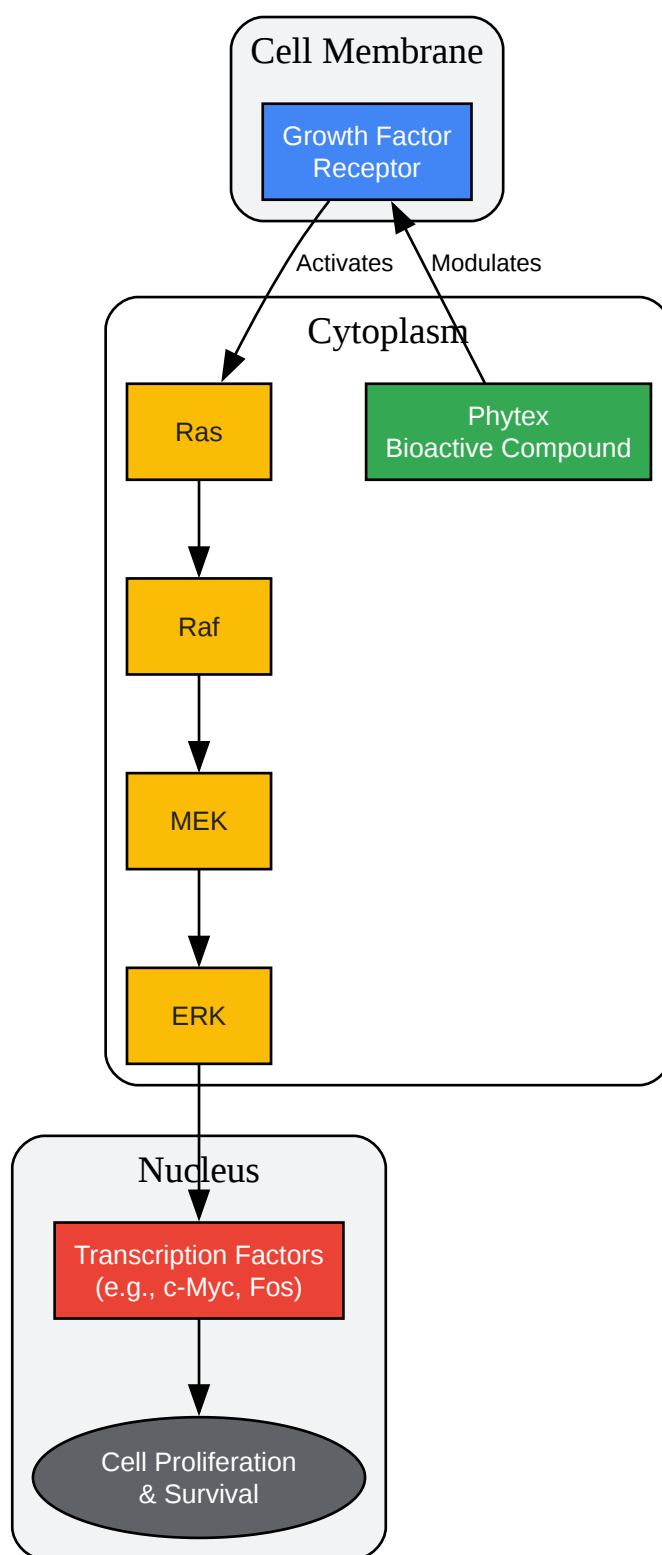 Cell Membrane
Growth Factor
Receptor
Activates
Modulates
Cytoplasm
Ras
Phytex
Bioactive Compound
Raf
MEK
ERK
Nucleus
Transcription Factors
(e.g., c-Myc, Fos)
Cell Proliferation
& Survival